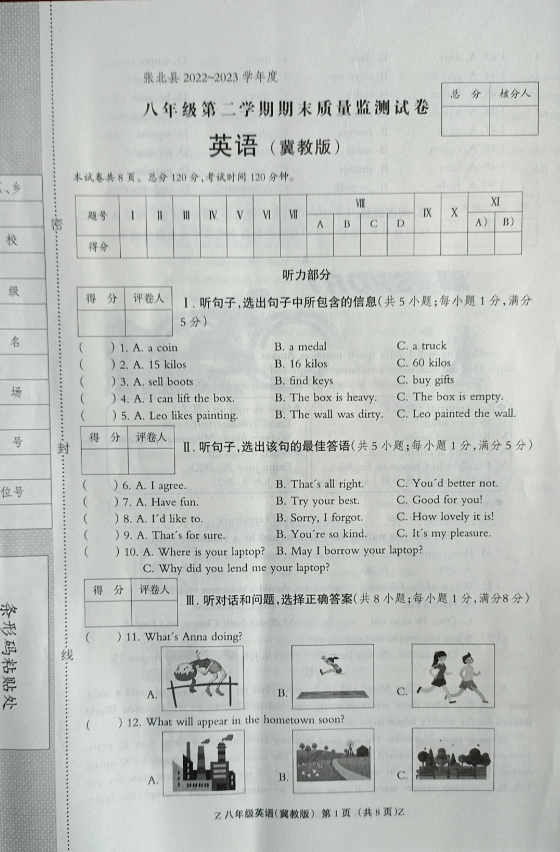 张北县 2022~2023 学年度
八年级第二学期期末质量监测试卷
英语(冀教版)
总 分 核分人
本试卷共 8 页。总分 120 分,考试时间 120 分钟。
题号 Ⅰ Ⅱ Ⅲ Ⅳ Ⅴ Ⅵ Ⅶ Ⅷ Ⅸ Ⅹ Ⅺ
A B C D A) B)
得分
听力部分
得 分 评卷人
Ⅰ. 听句子,选出句子中所包含的信息(共 5 小题;每小题 1 分,满分
5 分)
( ) 1. A. a coin B. a medal C. a truck
( ) 2. A. 15 kilos B. 16 kilos C. 60 kilos
( ) 3. A. sell boots B. find keys C. buy gifts
( ) 4. A. I can lift the box. B. The box is heavy. C. The box is empty.
( ) 5. A. Leo likes painting. B. The wall was dirty. C. Leo painted the wall.
得 分 评卷人
Ⅱ. 听句子,选出该句的最佳答语(共 5 小题;每小题 1 分,满分 5 分)
( ) 6. A. I agree. B. That's all right. C. You'd better not.
( ) 7. A. Have fun. B. Try your best. C. Good for you!
( ) 8. A. I'd like to. B. Sorry, I forgot. C. How lovely it is!
( ) 9. A. That's for sure. B. You're so kind. C. It's my pleasure.
( ) 10. A. Where is your laptop? B. May I borrow your laptop?
C. Why did you lend me your laptop?
得 分 评卷人
Ⅲ. 听对话和问题,选择正确答案(共 8 小题;每小题 1 分,满分8 分)
( ) 11. What's Anna doing?
A. B. C.
( ) 12. What will appear in the hometown soon?
A. B. C.
Z 八年级英语(冀教版) 第 1 页 (共 8 页)Z
密
封
线
、乡
校
级
名
场
号
位号
条形码粘贴处